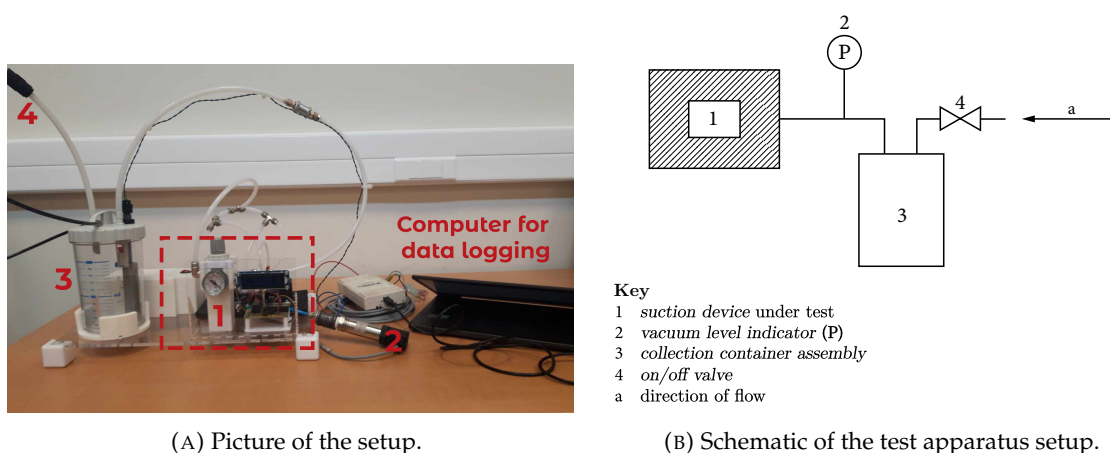 4
3
1
2
Computer for
data logging
(A) Picture of the setup.
2
P
1
4
a
3
Key
1 suction device under test
2 vacuum level indicator (P)
3 collection container assembly
4 on/off valve
a direction of flow
(B) Schematic of the test apparatus setup.